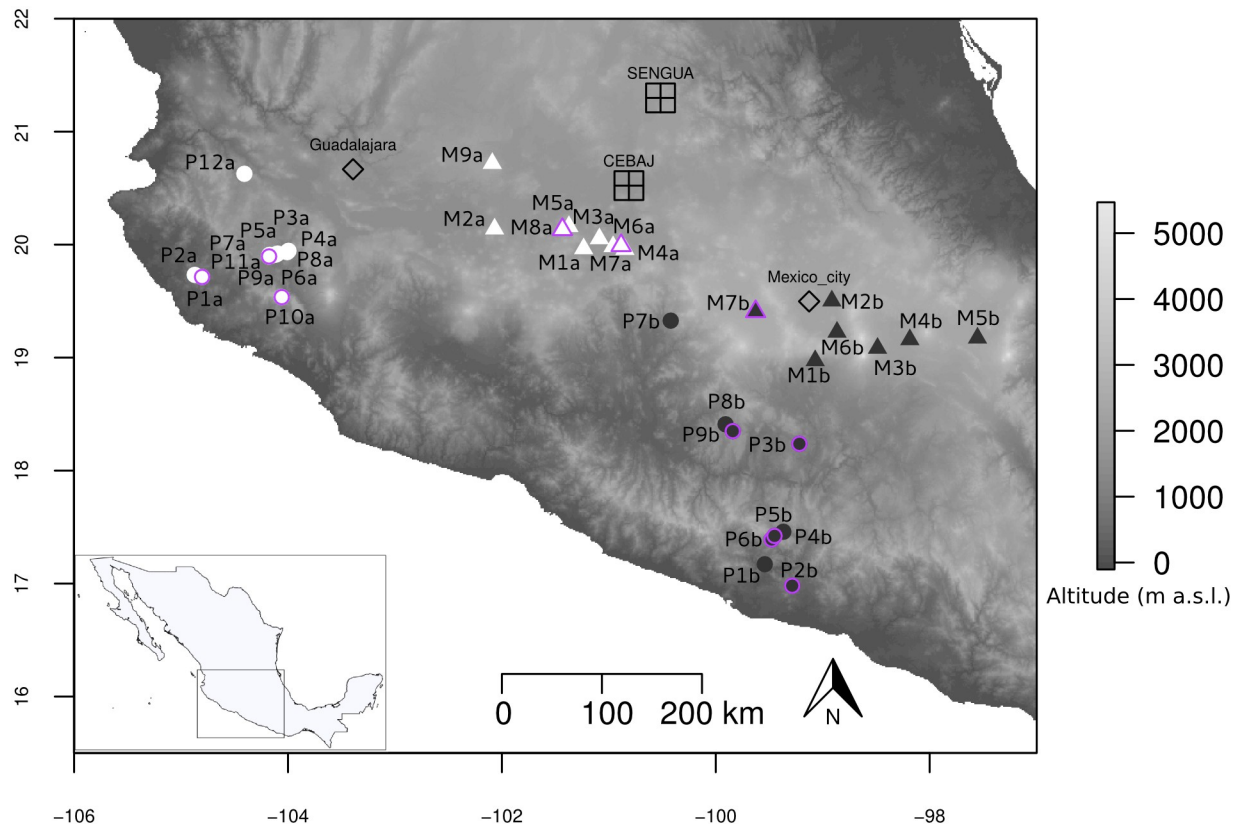 22
21
20
19
18
17
16
SENGUA
Guadalajara
CEBAJ
M9a
P12a
M5a
M2a
M8a
M3a
M6a
P3a
P5a
P4a
P7a
P2a
P11a
P8a
M1a
M7a
M4a
P9a
P6a
P1a
P10a
Mexico_city
M7b
M2b
P7b
M4b
M5b
M6b
M3b
M1b
P8b
P9b
P3b
P5b
P6b
P4b
P1b
P2b
5000
4000
3000
2000
1000
0
Altitude (m a.s.l.)
0 100 200 km
N
−106 −104 −102 −100 −98